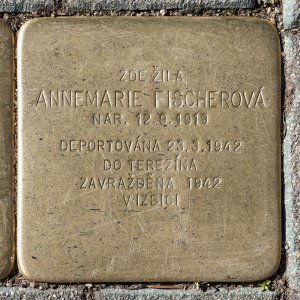 ZDE ŽILA
ANNEMARIE FISCHEROVÁ
NAR. 12.9.1919
DEPORTOVÁNA 23.3.1942
DO TEREZÍNA
ZAVRAŽDĚNA 1942
V IZBICI